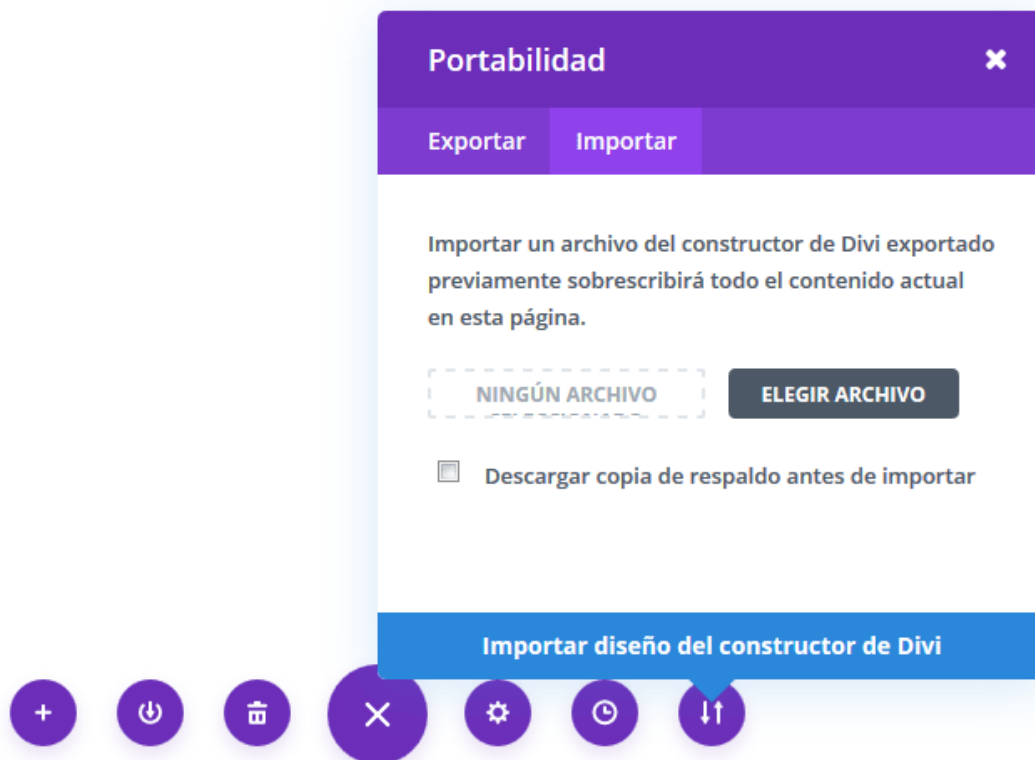 Portabilidad
Exportar Importar
Importar un archivo del constructor de Divi exportado
previamente sobrescribirá todo el contenido actual
en esta página.
NINGÚN ARCHIVO
ELEGIR ARCHIVO
Descargar copia de respaldo antes de importar
Importar diseño del constructor de Divi